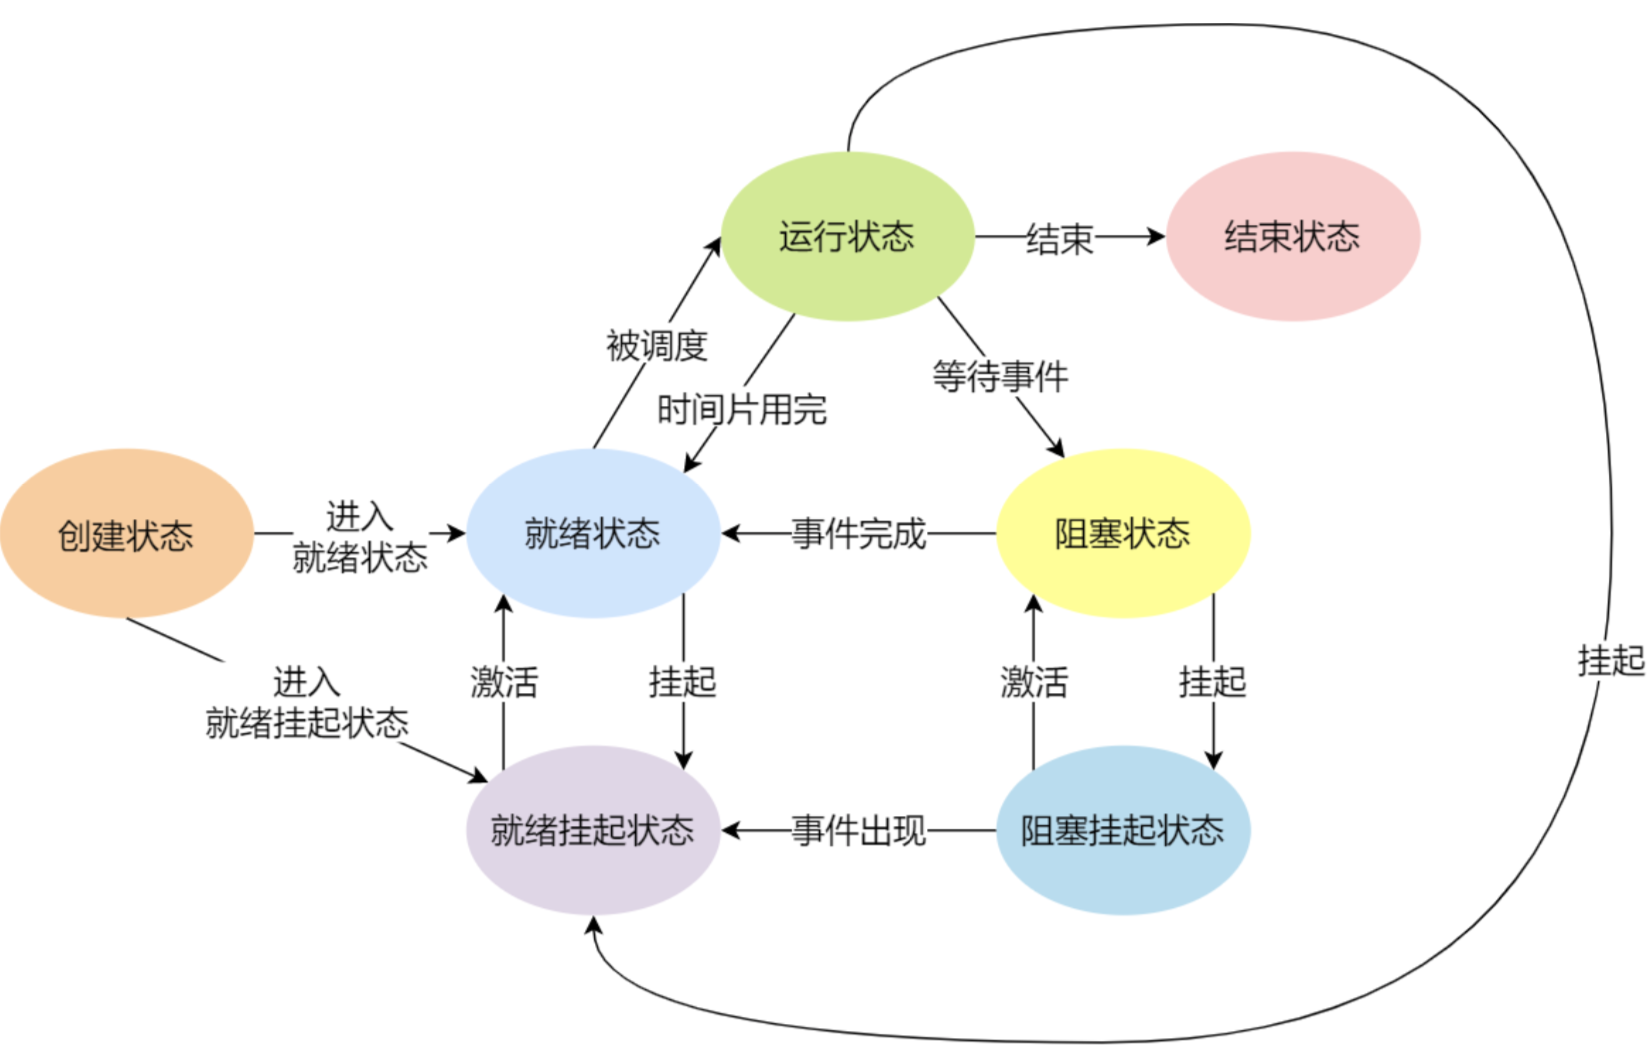 运行状态
结束
结束状态
被调度
时间片用完
等待事件
创建状态
进入
就绪状态
就绪状态
事件完成
阻塞状态
进入
就绪挂起状态
激活
挂起
激活
挂起
挂起
就绪挂起状态
事件出现
阻塞挂起状态